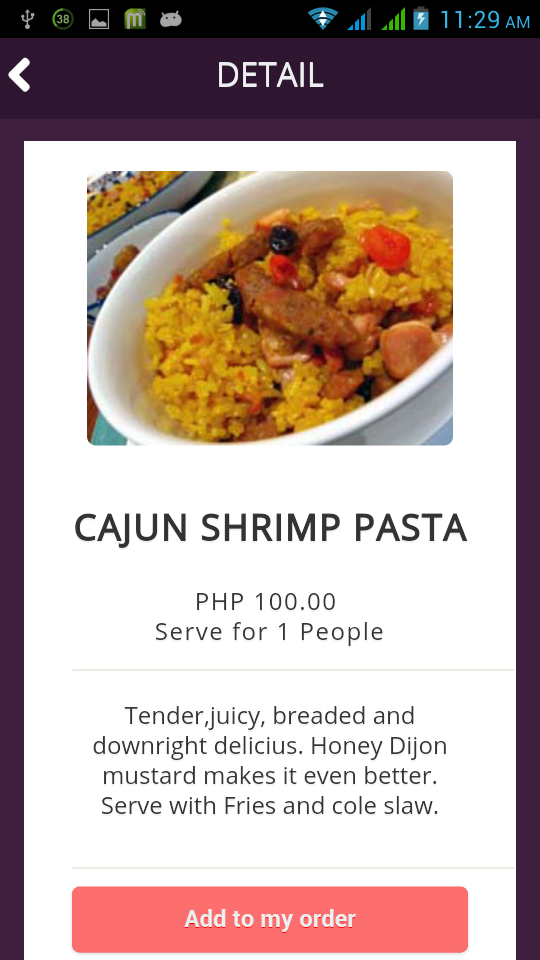 38
11:29 AM
DETAIL
CAJUN SHRIMP PASTA
PHP 100.00
Serve for 1 People
Tender,juicy, breaded and
downright delicius. Honey Dijon
mustard makes it even better.
Serve with Fries and cole slaw.
Add to my order